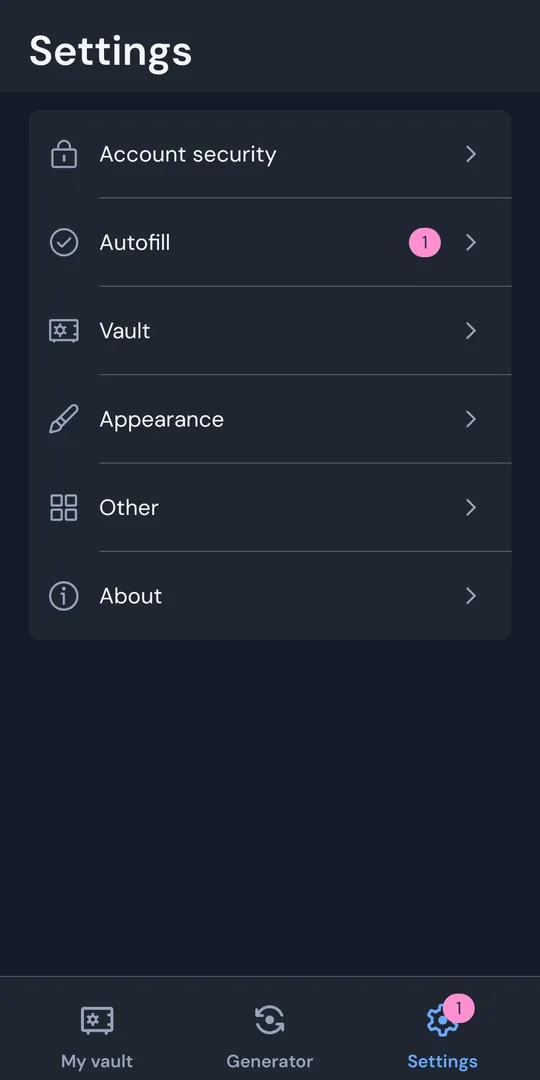 Settings
Account security
Autofill 1
Vault
Appearance
Other
About
1
My vault Generator Settings